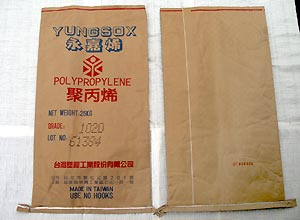 YUNGSOX
永嘉烯
POLYPROPYLENE
聚丙烯
NET WEIGHT: 25KG
GRADE: 1020
LOT NO: 61394
台灣塑膠工業股份有限公司
MADE IN TAIWAN
USE NO HOOKS